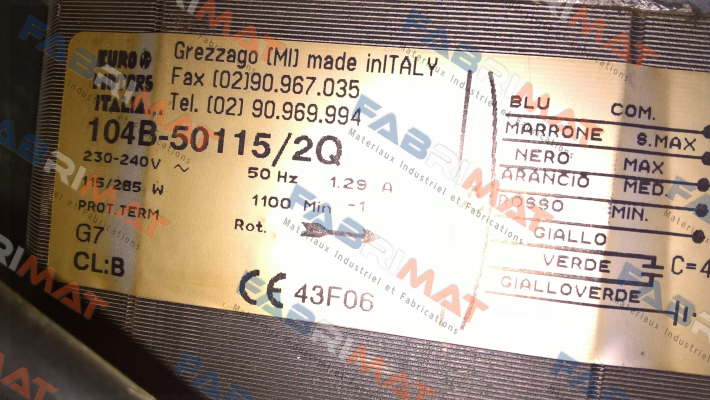 EURO
MOTORS
ITALIA
Grezzago (MI) made inITALY
Fax (02)90.967.035
Tel. (02) 90.969.994
104B-50115/2Q
230-240V ~ 50 Hz 1.29 A
115/285 W 1100 Min -1
PROT.TERM Rot.
G7
CL:B
CE 43F06
BLU COM.
MARRONE S.MAX
NERO MAX
ARANCIO MED.
ROSSO MIN.
GIALLO
VERDE C=4
GIALLOVERDE
FABRIMAT
Materiaux Industriel et Fabrications